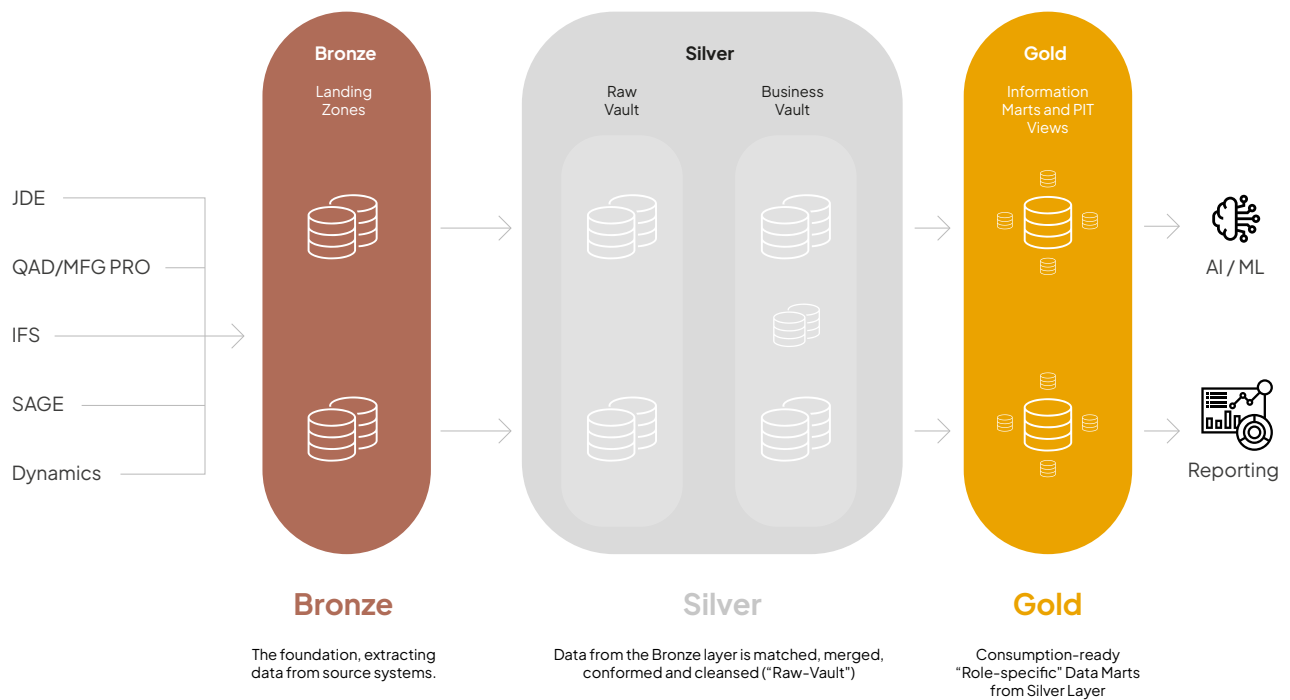 Bronze
Landing
Zones
Silver
Raw
Vault
Business
Vault
Gold
Information
Marts and PIT
Views
JDE
QAD/MFG PRO
IFS
SAGE
Dynamics
AI / ML
Reporting
Bronze
The foundation, extracting
data from source systems.
Silver
Data from the Bronze layer is matched, merged,
conformed and cleansed ("Raw-Vault")
Gold
Consumption-ready
“Role-specific” Data Marts
from Silver Layer